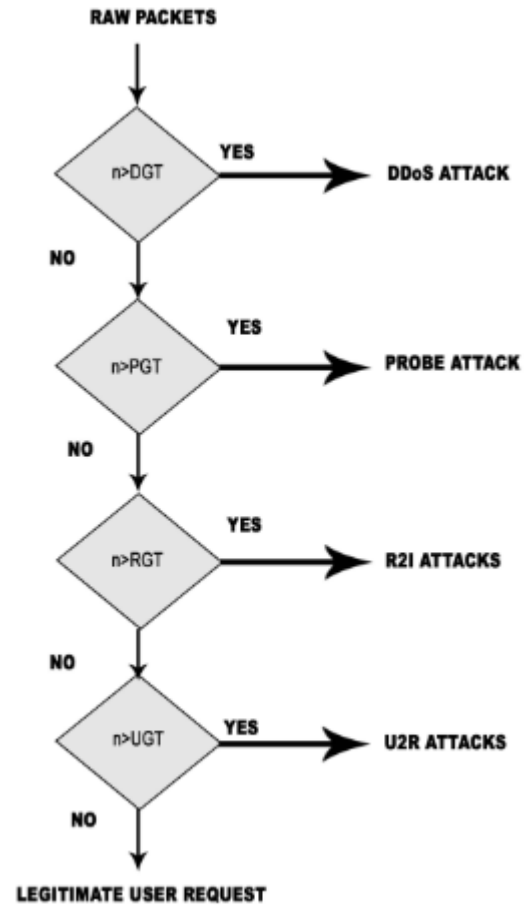 RAW PACKETS
n>DGT
YES
DDoS ATTACK
NO
n>PGT
YES
PROBE ATTACK
NO
n>RGT
YES
R2I ATTACKS
NO
n>UGT
YES
U2R ATTACKS
NO
LEGITIMATE USER REQUEST